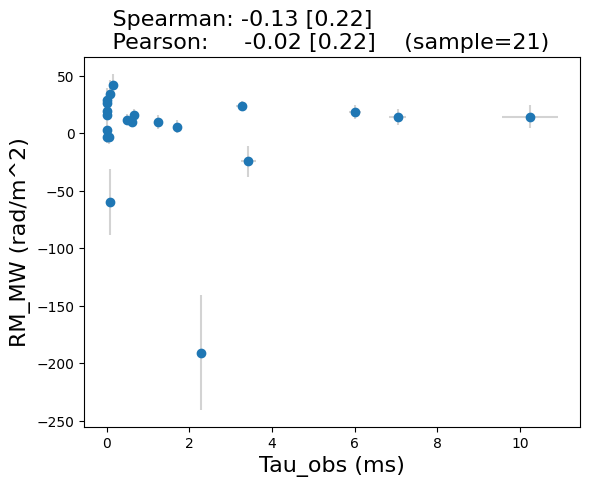 Spearman: -0.13 [0.22]
Pearson: -0.02 [0.22] (sample=21)
50
0
−50
−100
−150
−200
−250
RM_MW (rad/m^2)
0 2 4 6 8 10
Tau_obs (ms)